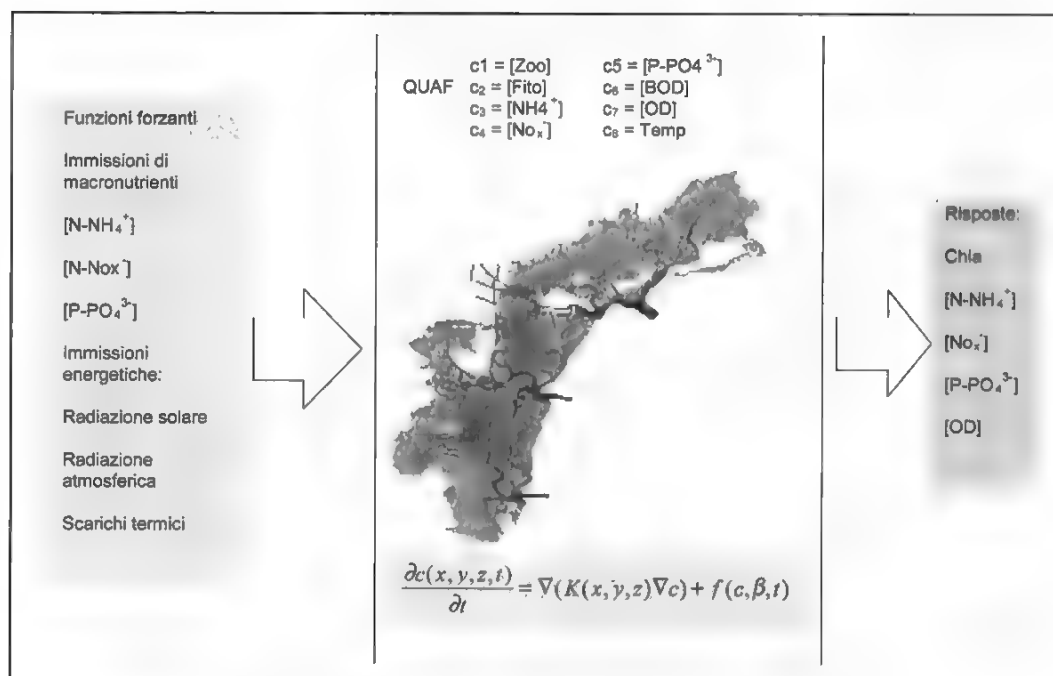 Funzioni forzanti
Immissioni di
macronutrienti
[N-NH₄⁺]
[N-Nox⁻]
[P-PO₄³⁻]
Immissioni
energetiche:
Radiazione solare
Radiazione
atmosferica
Scarichi termici
QUAF
c1 = [Zoo]
c₂ = [Fito]
c₃ = [NH4⁺]
c₄ = [Noₓ⁻]
c5 = [P-PO4³⁻]
c₆ = [BOD]
c₇ = [OD]
c₈ = Temp
∂c(x, y, z, t)/∂t = ∇(K(x, y, z)∇c) + f(c, β, t)
Risposte:
Chla
[N-NH₄⁺]
[Noₓ⁻]
[P-PO₄³⁻]
[OD]